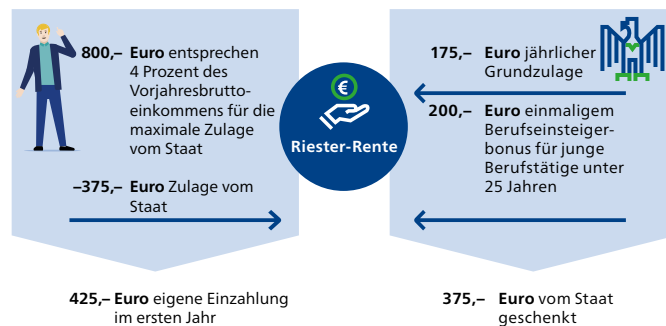 800,– Euro entsprechen
4 Prozent des
Vorjahresbrutto-
einkommens für die
maximale Zulage
vom Staat
–375,– Euro Zulage vom
Staat
425,– Euro eigene Einzahlung
im ersten Jahr
€
Riester-Rente
175,– Euro jährlicher
Grundzulage
200,– Euro einmaligem
Berufseinsteiger-
bonus für junge
Berufstätige unter
25 Jahren
375,– Euro vom Staat
geschenkt